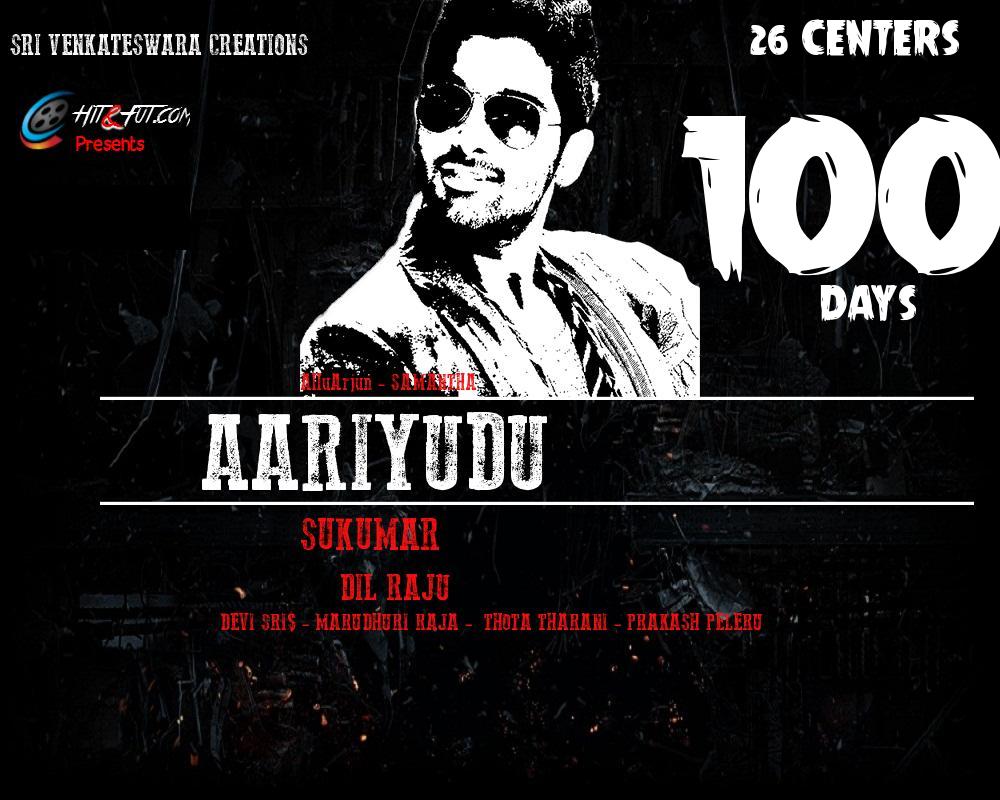 SRI VENKATESWARA CREATIONS
26 CENTERS
HIT&FUT.COM
Presents
100
DAYS
AlluArjun - SAMANTHA
AARIYUDU
SUKUMAR
DIL RAJU
DEVI SRI$ - MARUDHURI RAJA - THOTA THARANI - PRAKASH PELERU